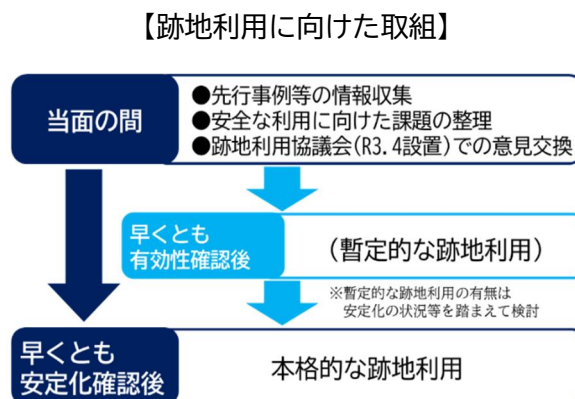 【跡地利用に向けた取組】
当面の間
●先行事例等の情報収集
●安全な利用に向けた課題の整理
●跡地利用協議会(R3.4設置)での意見交換
早くとも
有効性確認後
(暫定的な跡地利用)
※暫定的な跡地利用の有無は
安定化の状況等を踏まえて検討
早くとも
安定化確認後
本格的な跡地利用